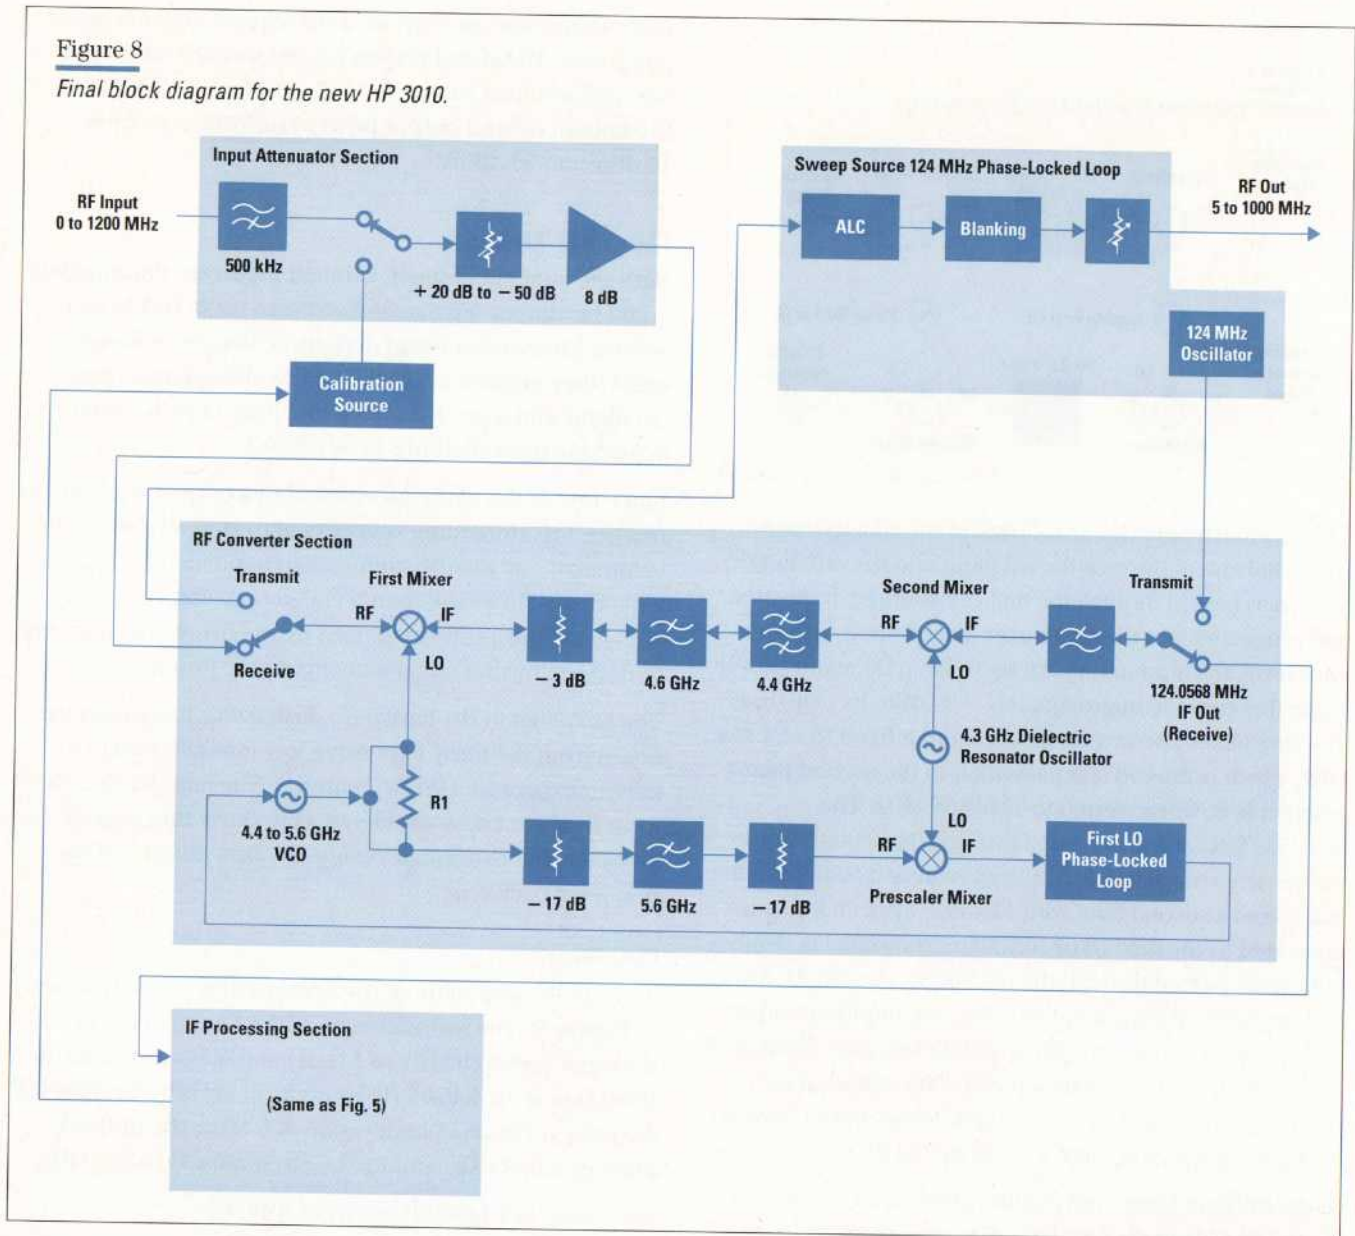 Figure 8
Final block diagram for the new HP 3010.
Input Attenuator Section
RF Input
0 to 1200 MHz
500 kHz
+ 20 dB to – 50 dB
8 dB
Calibration
Source
Sweep Source 124 MHz Phase-Locked Loop
ALC
Blanking
RF Out
5 to 1000 MHz
124 MHz
Oscillator
RF Converter Section
Transmit
First Mixer
Second Mixer
Transmit
RF
IF
RF
IF
LO
LO
Receive
– 3 dB
4.6 GHz
4.4 GHz
124.0568 MHz
IF Out
(Receive)
4.3 GHz Dielectric
Resonator Oscillator
R1
4.4 to 5.6 GHz
VCO
LO
RF
IF
First LO
Phase-Locked
Loop
– 17 dB
5.6 GHz
– 17 dB
Prescaler Mixer
IF Processing Section
(Same as Fig. 5)